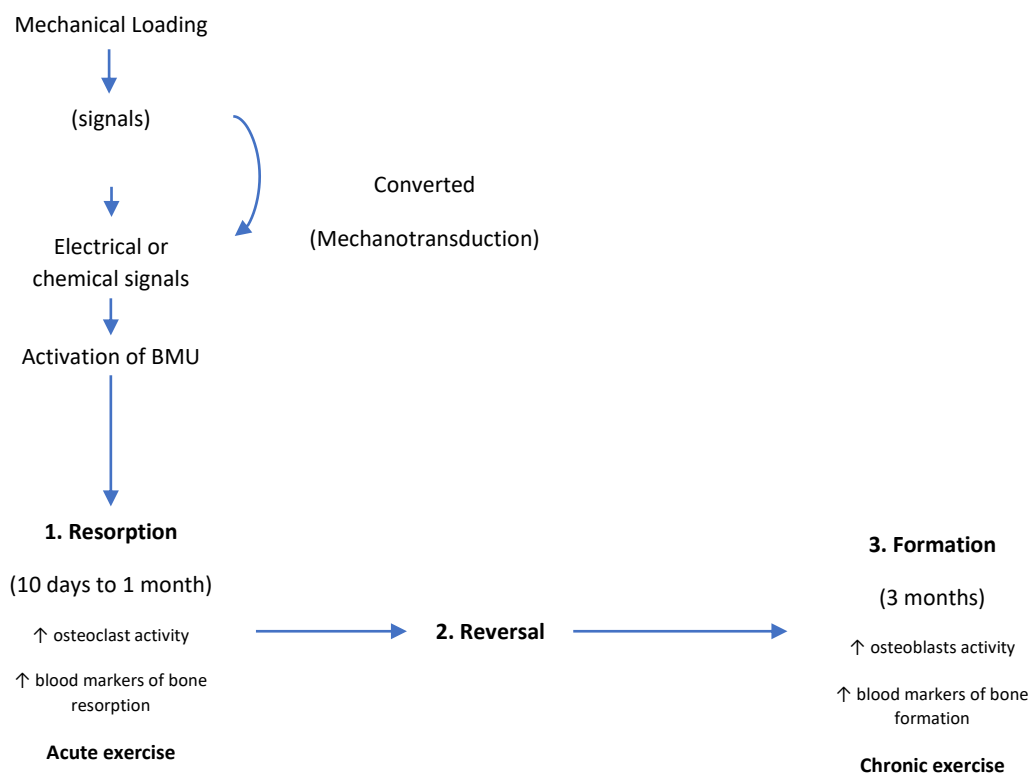 Mechanical Loading
(signals)
Converted
(Mechanotransduction)
Electrical or
chemical signals
Activation of BMU
1. Resorption
(10 days to 1 month)
↑ osteoclast activity
↑ blood markers of bone
resorption
Acute exercise
2. Reversal
3. Formation
(3 months)
↑ osteoblasts activity
↑ blood markers of bone
formation
Chronic exercise